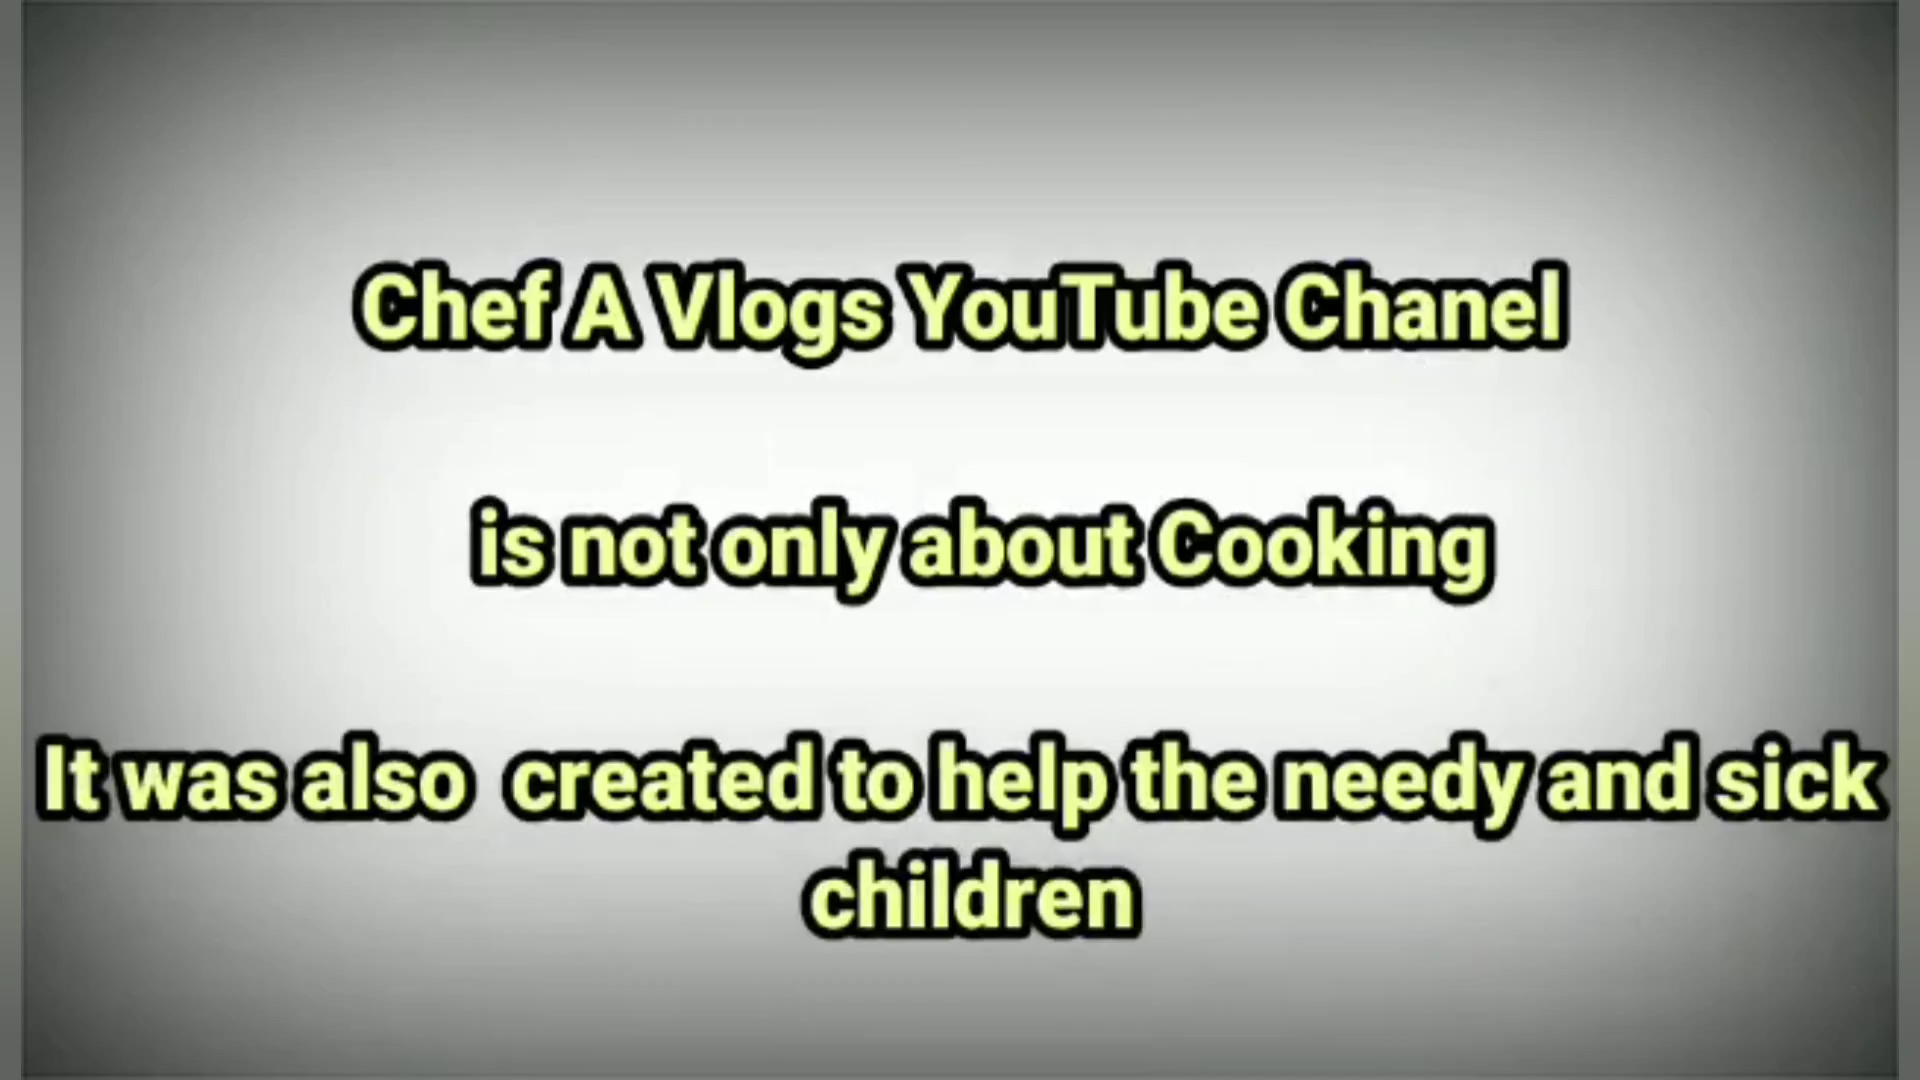 Chef A Vlogs YouTube Chanel
is not only about Cooking
It was also created to help the needy and sick
children